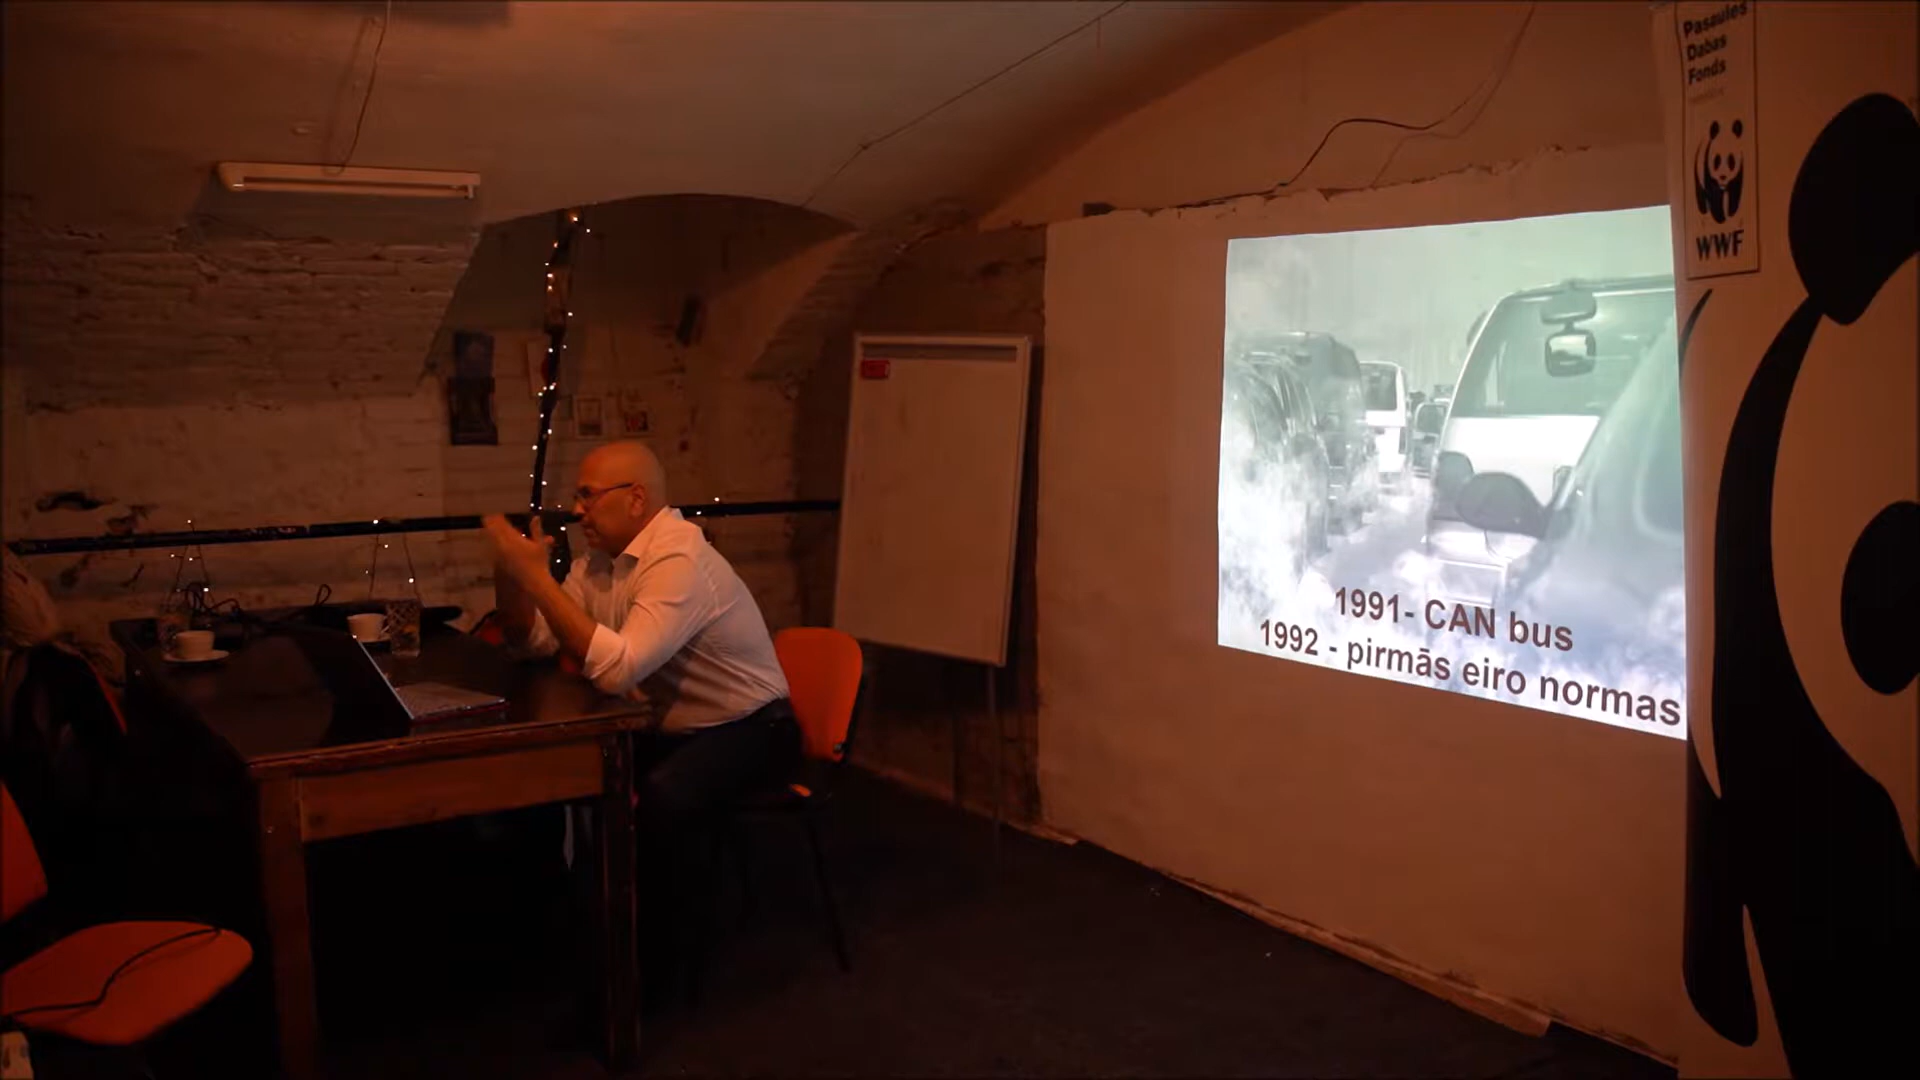 Pasaules
Dabas
Fonds
WWF
1991- CAN bus
1992 - pirmās eiro normas